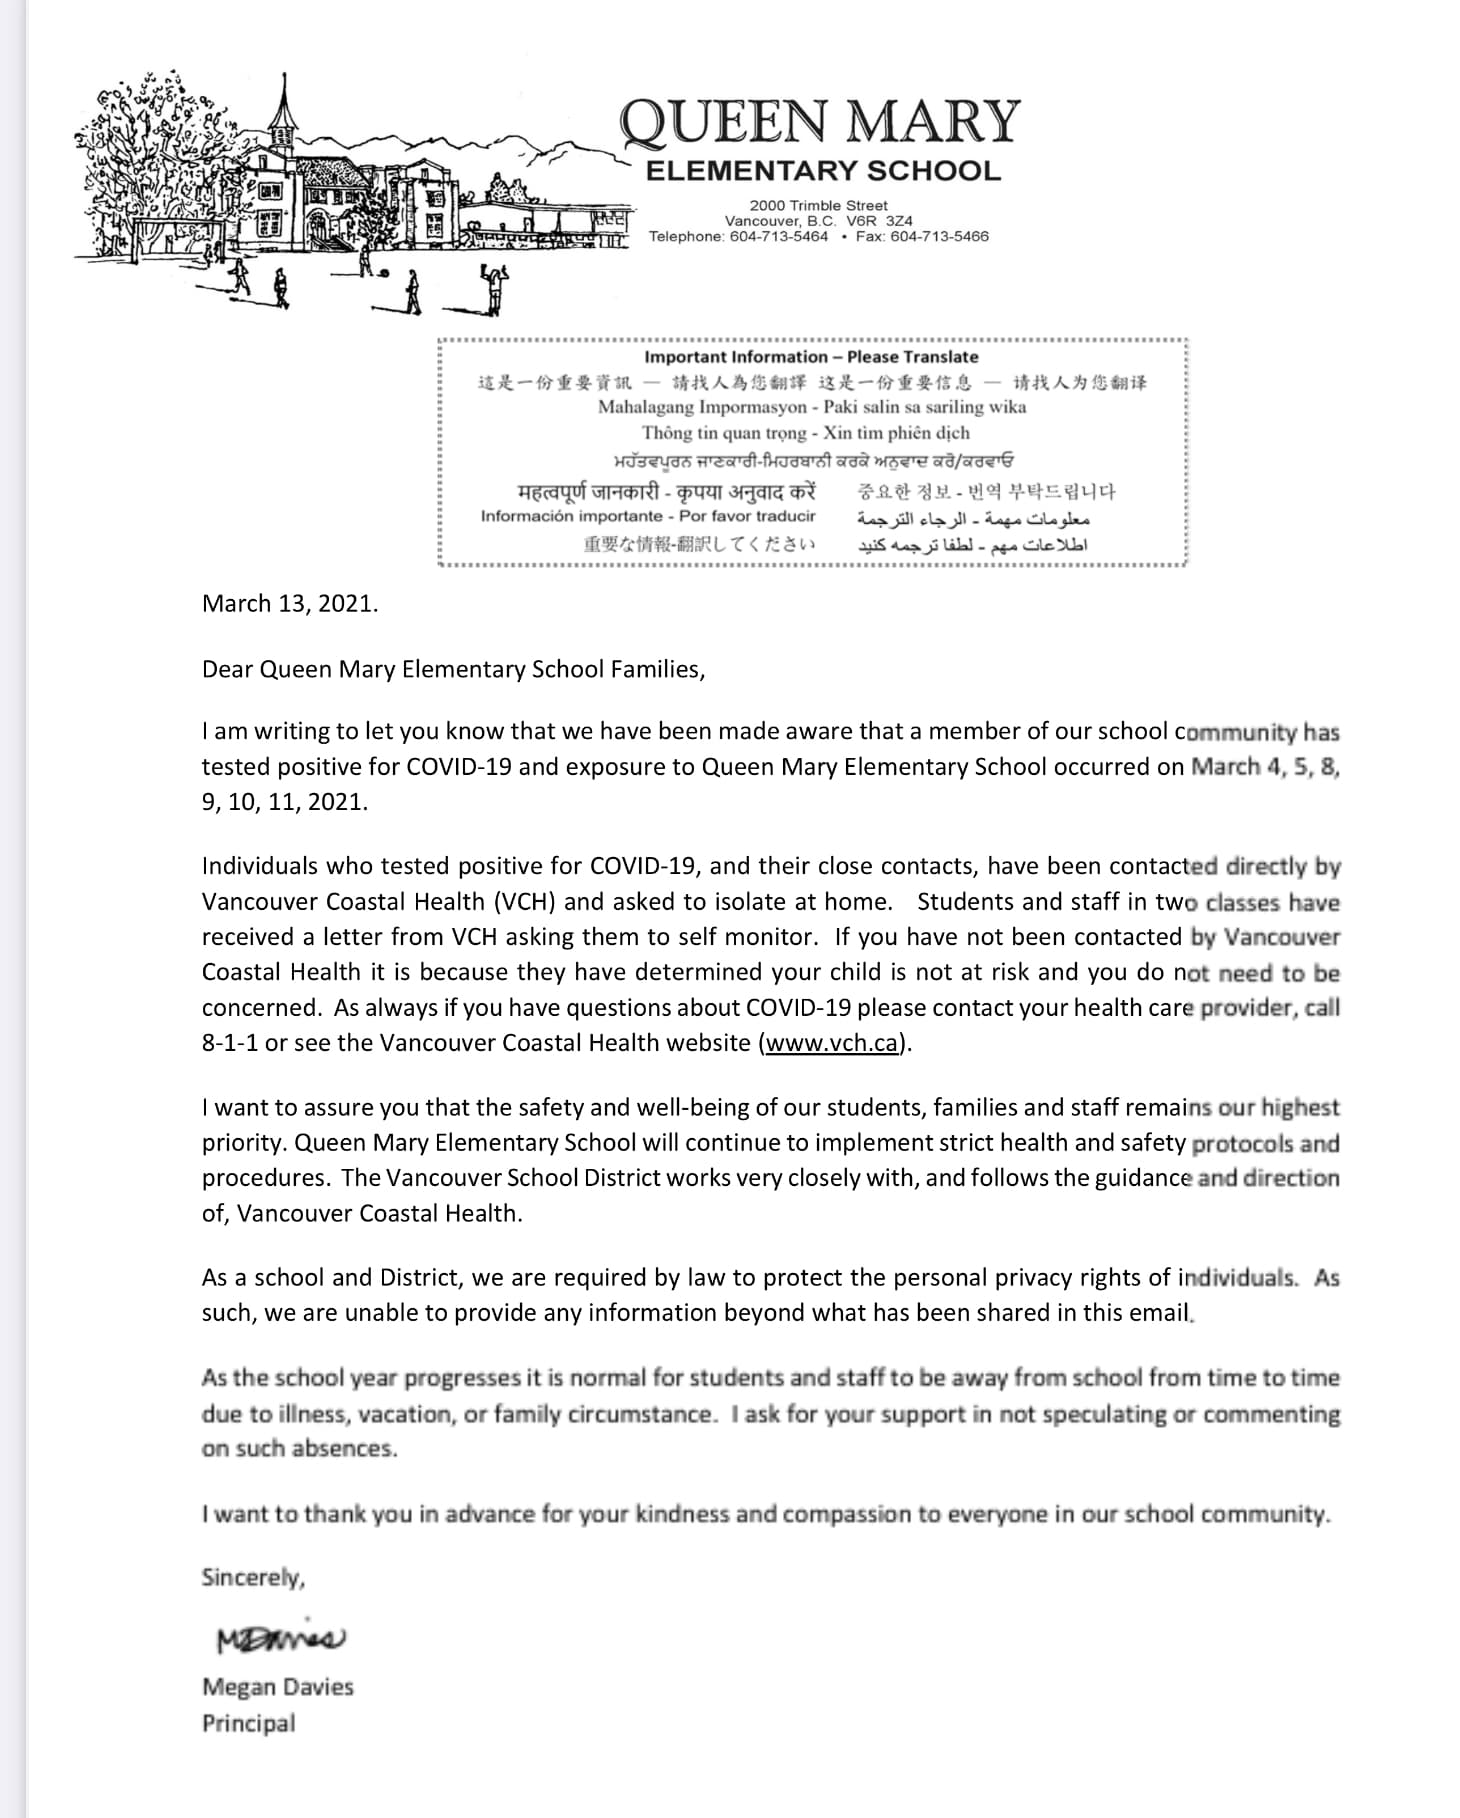 QUEEN MARY
ELEMENTARY SCHOOL
2000 Trimble Street
Vancouver, B.C. V6R 3Z4
Telephone: 604-713-5464 • Fax: 604-713-5466
Important Information – Please Translate
這是一份重要資訊 — 請找人為您翻譯 这是一份重要信息 — 请找人为您翻译
Mahalagang Impormasyon - Paki salin sa sariling wika
Thông tin quan trọng - Xin tìm phiên dịch
ਮਹੱਤਵਪੂਰਨ ਜਾਣਕਾਰੀ-ਮਿਹਰਬਾਨੀ ਕਰਕੇ ਅਨੁਵਾਦ ਕਰੋ/ਕਰਵਾਓ
महत्वपूर्ण जानकारी - कृपया अनुवाद करें 중요한 정보 - 번역 부탁드립니다
Información importante - Por favor traducir معلومات مهمة - الرجاء الترجمة
重要な情報-翻訳してください اطلاعات مهم - لطفا ترجمه کنید
March 13, 2021.
Dear Queen Mary Elementary School Families,
I am writing to let you know that we have been made aware that a member of our school community has
tested positive for COVID-19 and exposure to Queen Mary Elementary School occurred on March 4, 5, 8,
9, 10, 11, 2021.
Individuals who tested positive for COVID-19, and their close contacts, have been contacted directly by
Vancouver Coastal Health (VCH) and asked to isolate at home. Students and staff in two classes have
received a letter from VCH asking them to self monitor. If you have not been contacted by Vancouver
Coastal Health it is because they have determined your child is not at risk and you do not need to be
concerned. As always if you have questions about COVID-19 please contact your health care provider, call
8-1-1 or see the Vancouver Coastal Health website (www.vch.ca).
I want to assure you that the safety and well-being of our students, families and staff remains our highest
priority. Queen Mary Elementary School will continue to implement strict health and safety protocols and
procedures. The Vancouver School District works very closely with, and follows the guidance and direction
of, Vancouver Coastal Health.
As a school and District, we are required by law to protect the personal privacy rights of individuals. As
such, we are unable to provide any information beyond what has been shared in this email.
As the school year progresses it is normal for students and staff to be away from school from time to time
due to illness, vacation, or family circumstance. I ask for your support in not speculating or commenting
on such absences.
I want to thank you in advance for your kindness and compassion to everyone in our school community.
Sincerely,
MDavies
Megan Davies
Principal